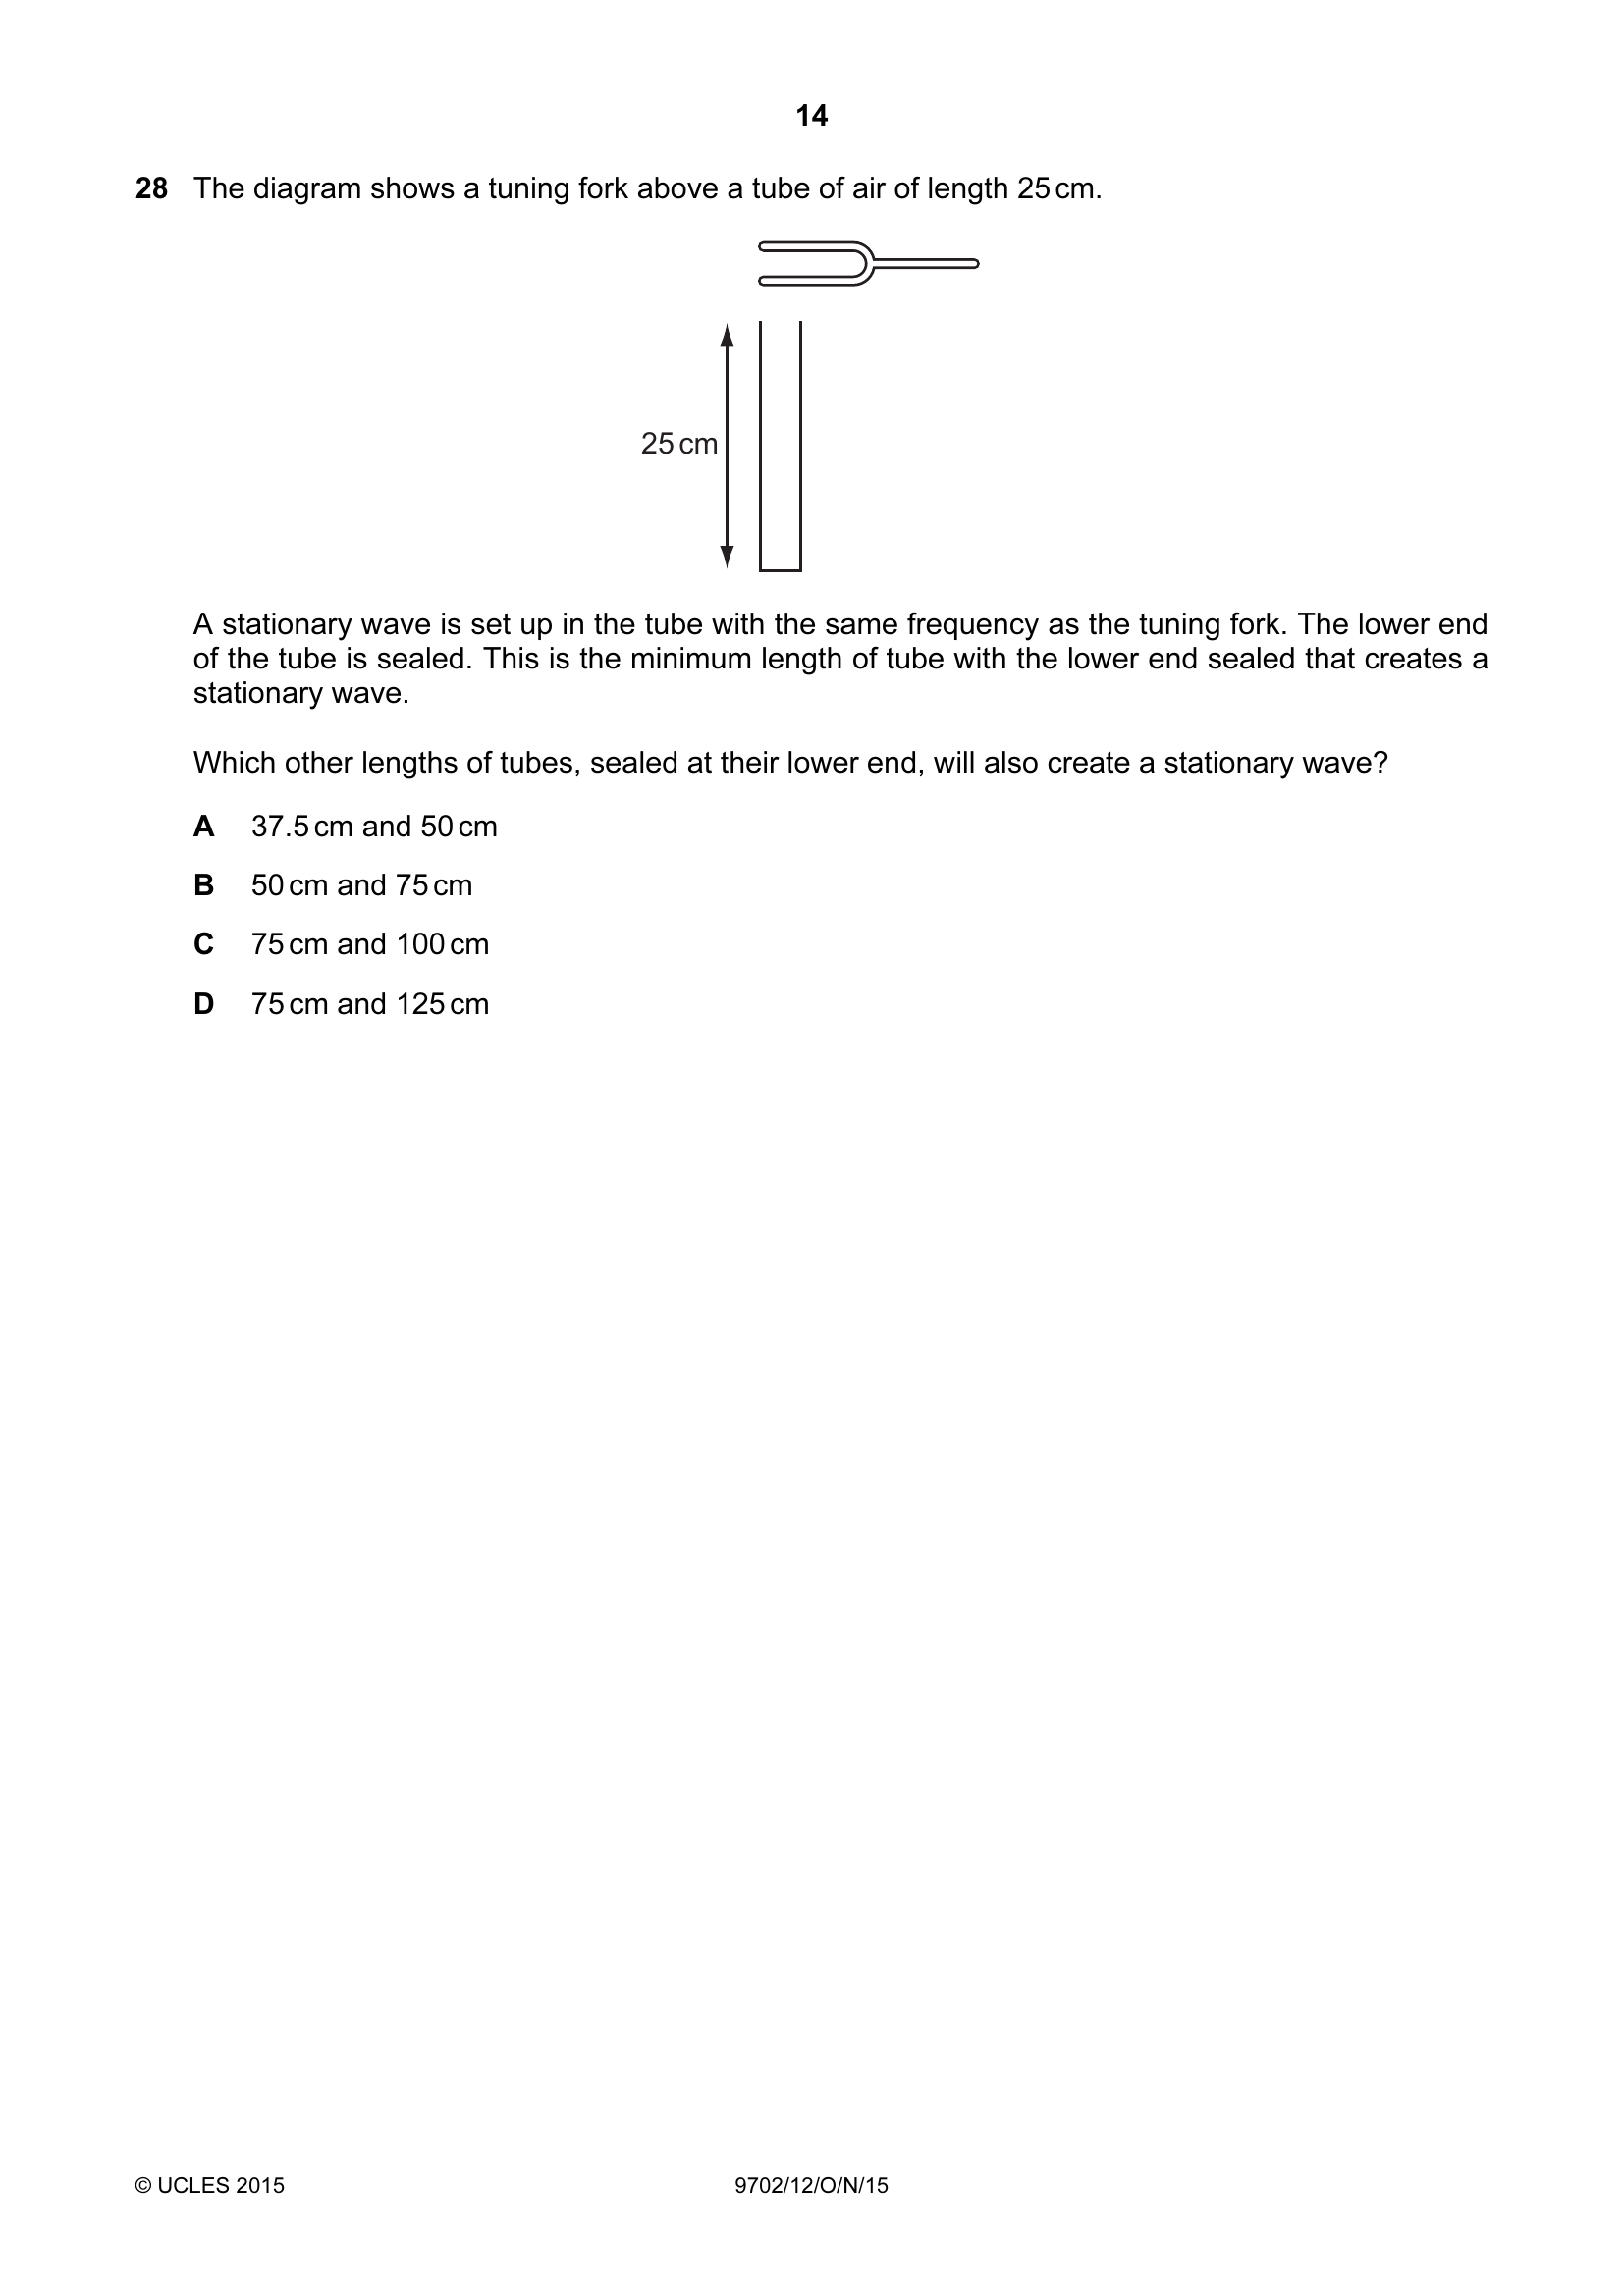 14
28 The diagram shows a tuning fork above a tube of air of length 25 cm.
25 cm
A stationary wave is set up in the tube with the same frequency as the tuning fork. The lower end
of the tube is sealed. This is the minimum length of tube with the lower end sealed that creates a
stationary wave.
Which other lengths of tubes, sealed at their lower end, will also create a stationary wave?
A 37.5 cm and 50 cm
B 50 cm and 75 cm
C 75 cm and 100 cm
D 75 cm and 125 cm
© UCLES 2015 9702/12/O/N/15